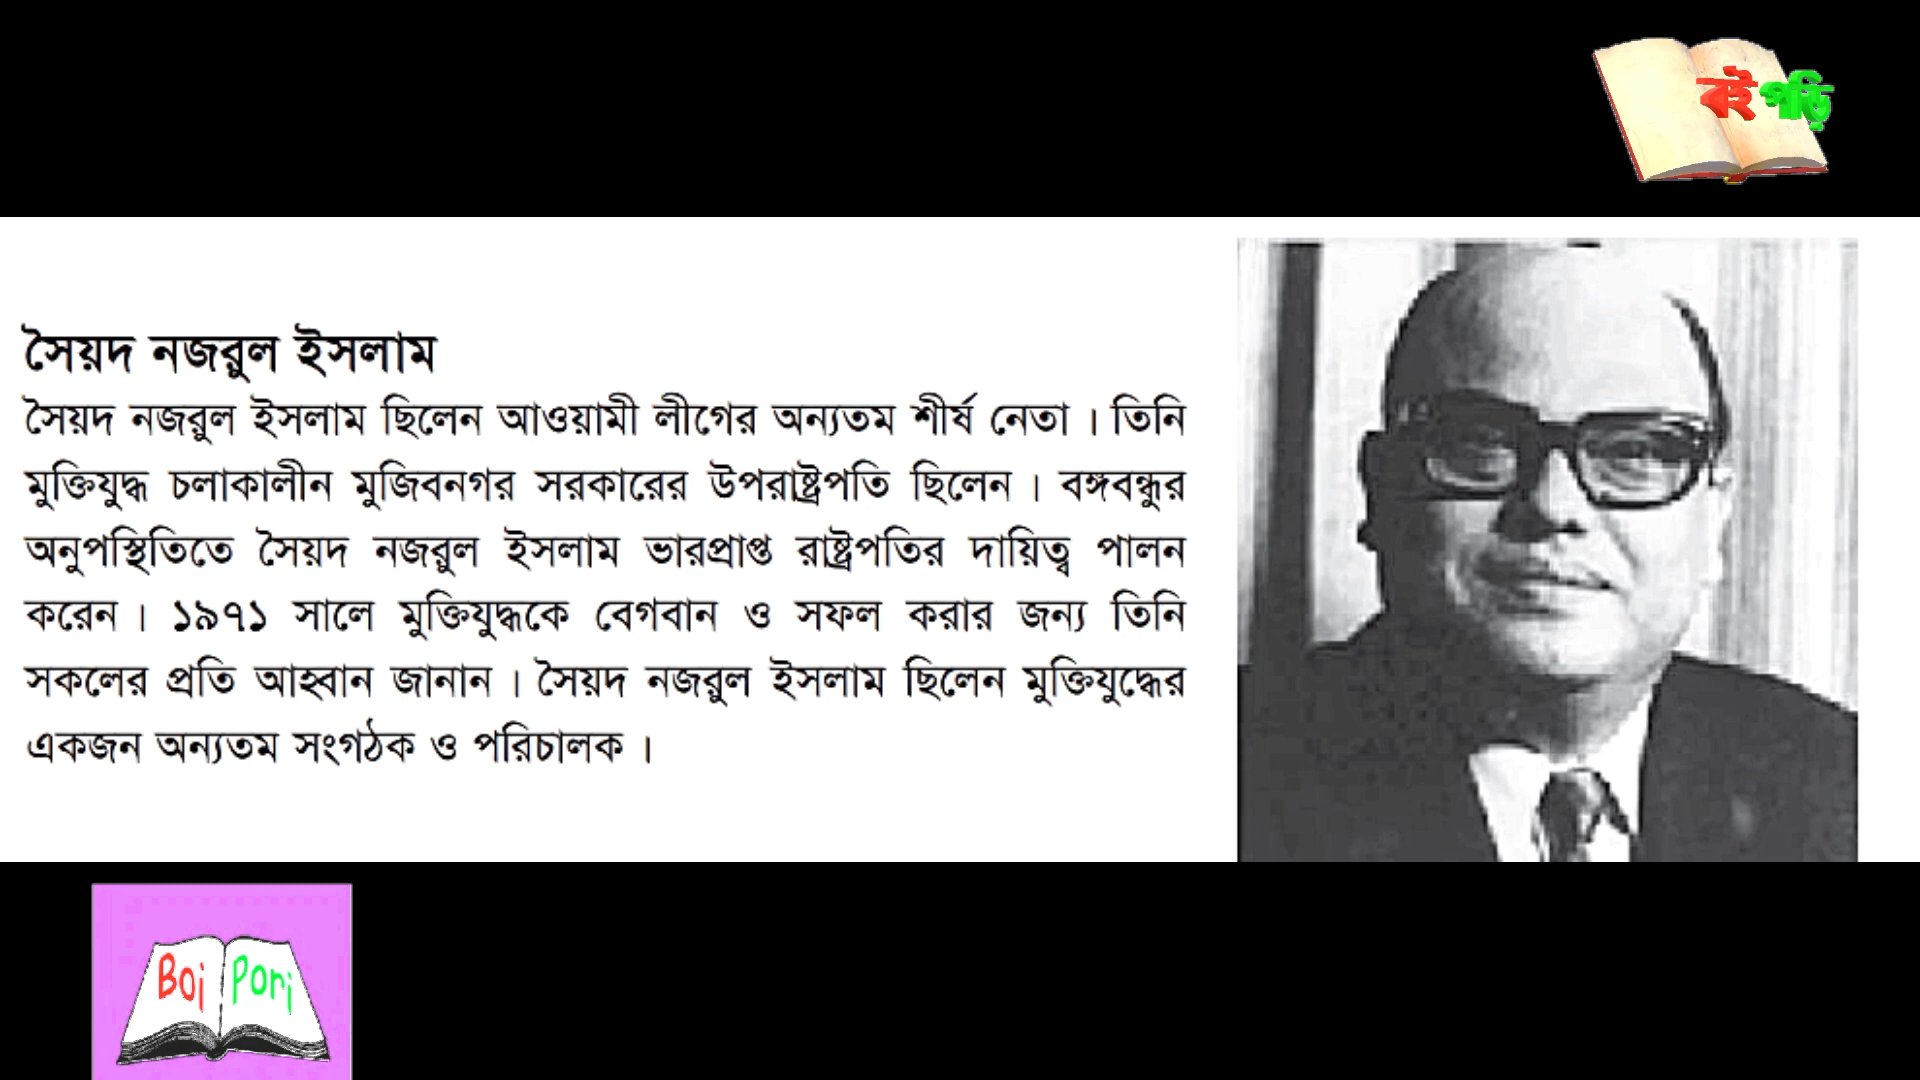 বই পড়ি
সৈয়দ নজরুল ইসলাম
সৈয়দ নজরুল ইসলাম ছিলেন আওয়ামী লীগের অন্যতম শীর্ষ নেতা । তিনি
মুক্তিযুদ্ধ চলাকালীন মুজিবনগর সরকারের উপরাষ্ট্রপতি ছিলেন । বঙ্গবন্ধুর
অনুপস্থিতিতে সৈয়দ নজরুল ইসলাম ভারপ্রাপ্ত রাষ্ট্রপতির দায়িত্ব পালন
করেন । ১৯৭১ সালে মুক্তিযুদ্ধকে বেগবান ও সফল করার জন্য তিনি
সকলের প্রতি আহ্বান জানান । সৈয়দ নজরুল ইসলাম ছিলেন মুক্তিযুদ্ধের
একজন অন্যতম সংগঠক ও পরিচালক ।
Boi Pori